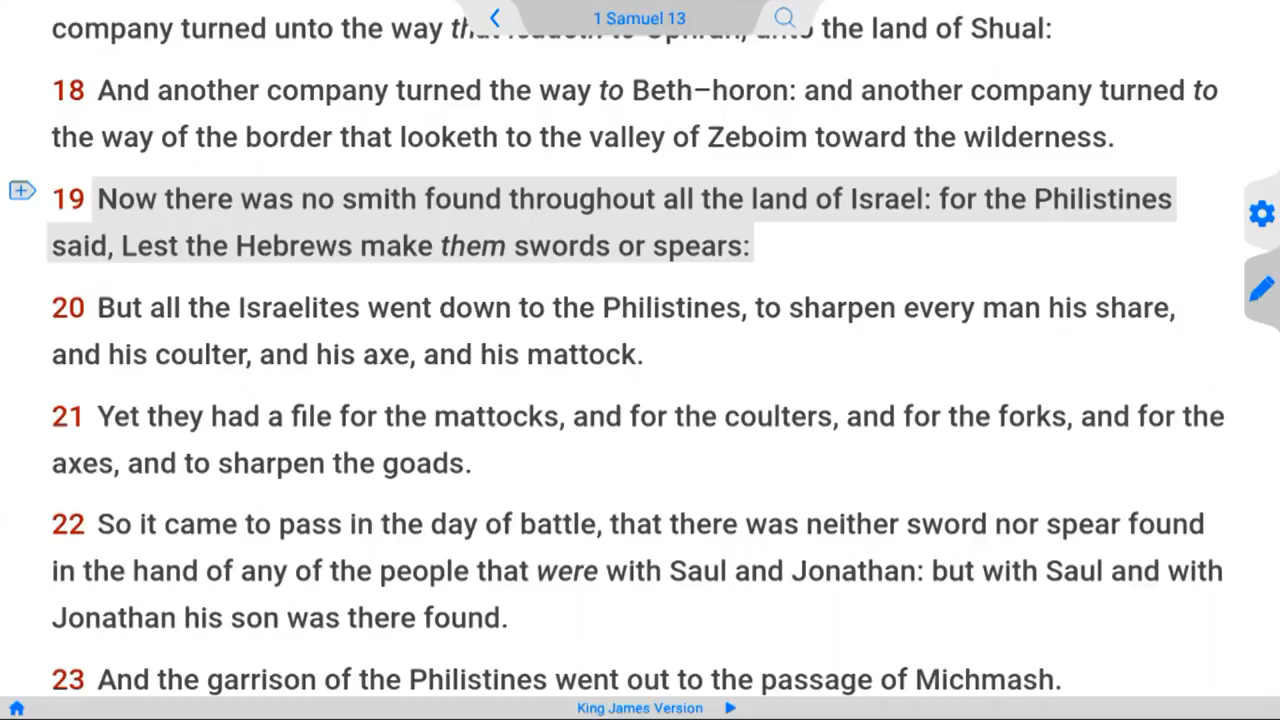 1 Samuel 13
company turned unto the way that leadeth to Ophrah, unto the land of Shual:
18 And another company turned the way to Beth–horon: and another company turned to
the way of the border that looketh to the valley of Zeboim toward the wilderness.
19 Now there was no smith found throughout all the land of Israel: for the Philistines
said, Lest the Hebrews make them swords or spears:
20 But all the Israelites went down to the Philistines, to sharpen every man his share,
and his coulter, and his axe, and his mattock.
21 Yet they had a file for the mattocks, and for the coulters, and for the forks, and for the
axes, and to sharpen the goads.
22 So it came to pass in the day of battle, that there was neither sword nor spear found
in the hand of any of the people that were with Saul and Jonathan: but with Saul and with
Jonathan his son was there found.
23 And the garrison of the Philistines went out to the passage of Michmash.
King James Version